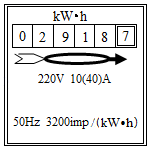 kW•h
0 2 9 1 8 7
220V 10(40)A
50Hz 3200imp/(kW•h)